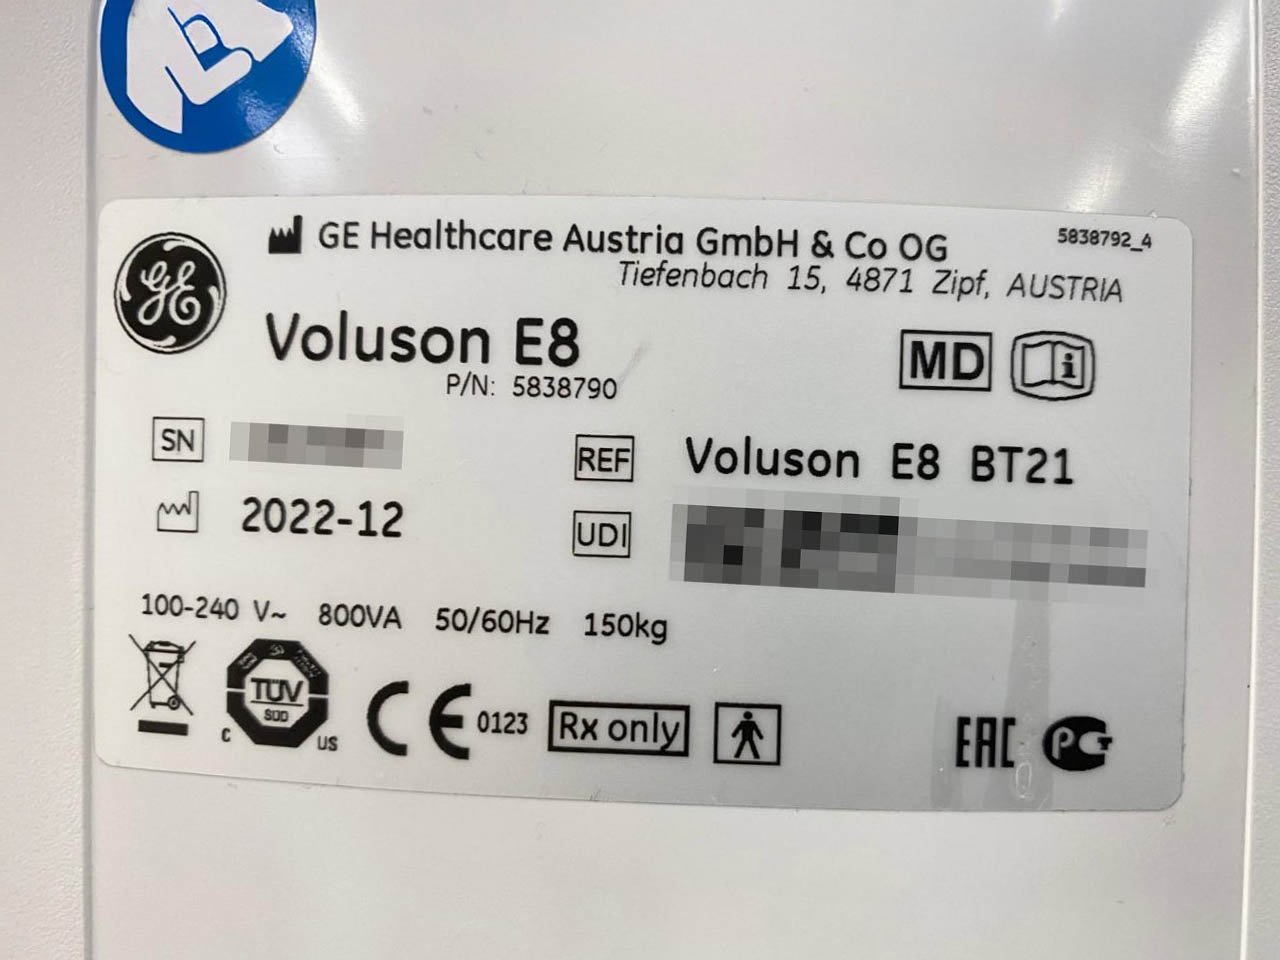 GE
GE Healthcare Austria GmbH & Co OG
5838792_4
Tiefenbach 15, 4871 Zipf, AUSTRIA
Voluson E8
P/N: 5838790
MD
i
SN
REF Voluson E8 BT21
2022-12
UDI
100-240 V~ 800VA 50/60Hz 150kg
TÜV
SÜD
C US
CE 0123
Rx only
EAC
PCT